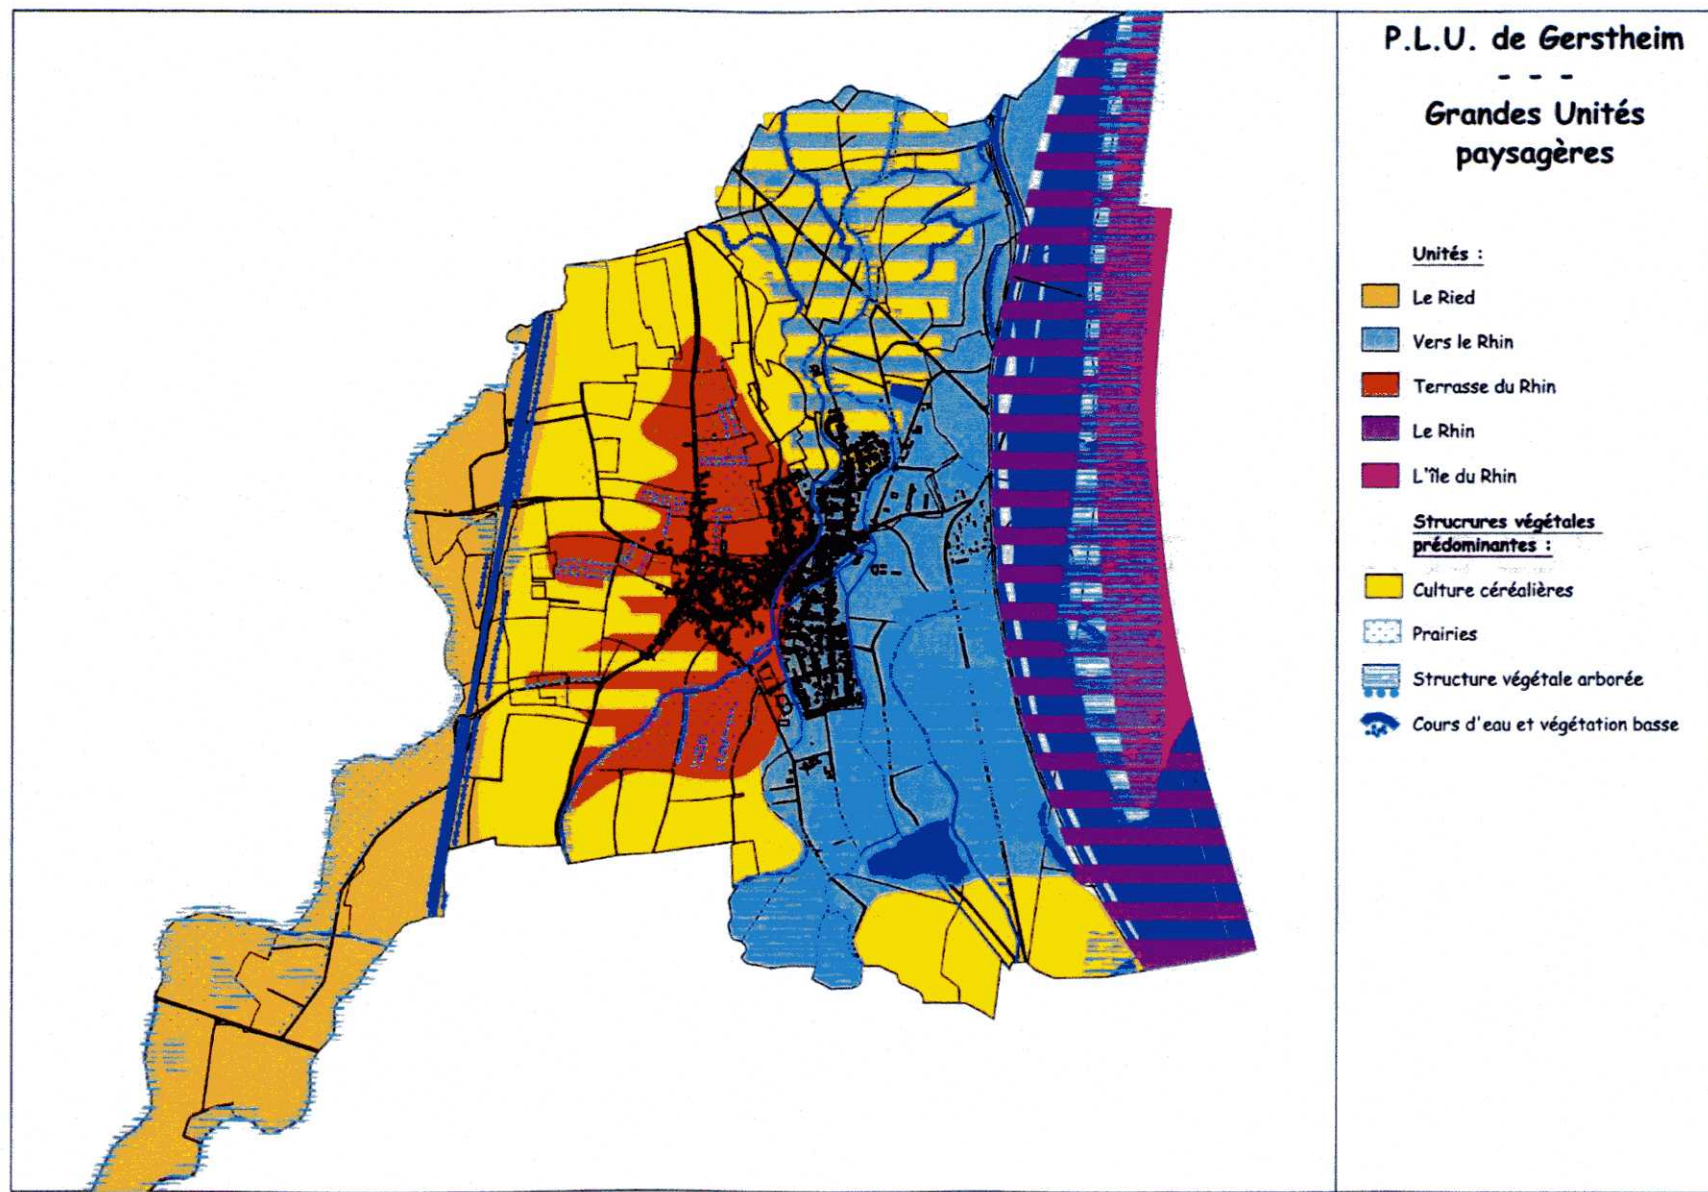 P.L.U. de Gerstheim
- - -
Grandes Unités
paysagères
Unités :
Le Ried
Vers le Rhin
Terrasse du Rhin
Le Rhin
L'île du Rhin
Strucrures végétales
prédominantes :
Culture céréalières
Prairies
Structure végétale arborée
Cours d'eau et végétation basse